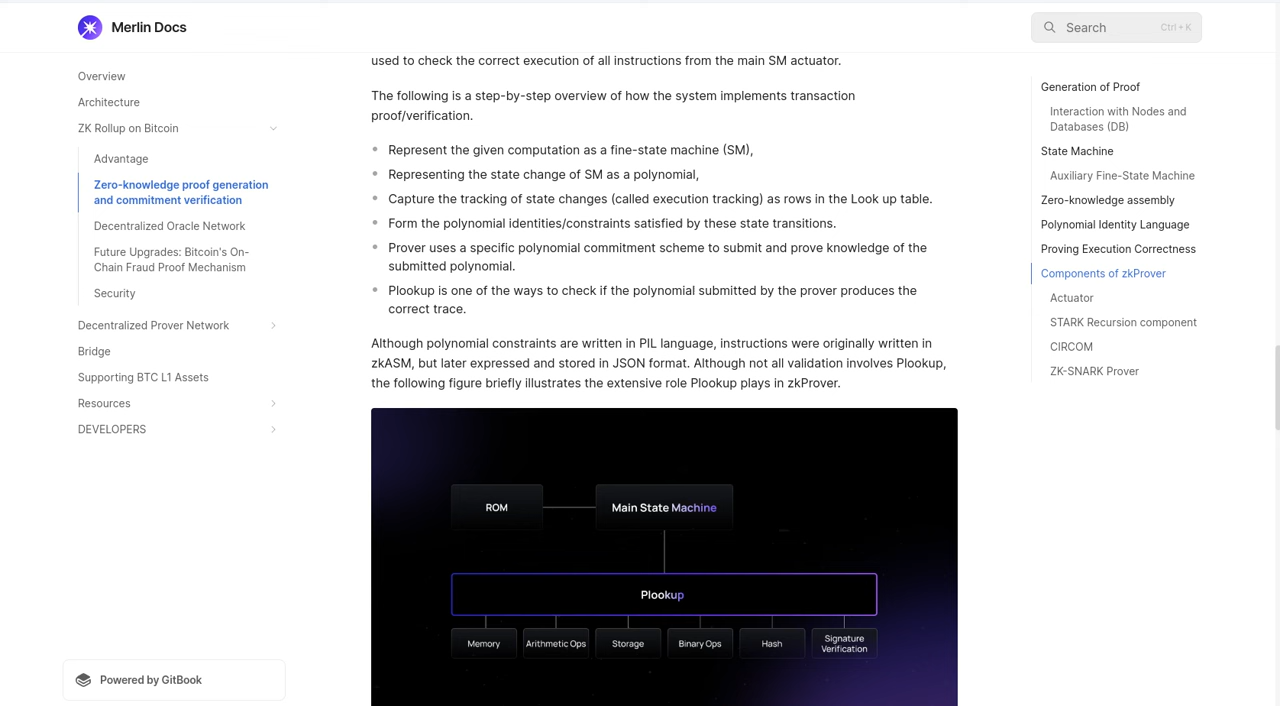 Merlin Docs
Search
Ctrl + K
Overview
Architecture
ZK Rollup on Bitcoin
Advantage
Zero-knowledge proof generation
and commitment verification
Decentralized Oracle Network
Future Upgrades: Bitcoin's On-
Chain Fraud Proof Mechanism
Security
Decentralized Prover Network
Bridge
Supporting BTC L1 Assets
Resources
DEVELOPERS
Powered by GitBook
used to check the correct execution of all instructions from the main SM actuator.
The following is a step-by-step overview of how the system implements transaction
proof/verification.
Represent the given computation as a fine-state machine (SM),
Representing the state change of SM as a polynomial,
Capture the tracking of state changes (called execution tracking) as rows in the Look up table.
Form the polynomial identities/constraints satisfied by these state transitions.
Prover uses a specific polynomial commitment scheme to submit and prove knowledge of the
submitted polynomial.
Plookup is one of the ways to check if the polynomial submitted by the prover produces the
correct trace.
Although polynomial constraints are written in PIL language, instructions were originally written in
zkASM, but later expressed and stored in JSON format. Although not all validation involves Plookup,
the following figure briefly illustrates the extensive role Plookup plays in zkProver.
ROM
Main State Machine
Plookup
Memory
Arithmetic Ops
Storage
Binary Ops
Hash
Signature
Verification
Generation of Proof
Interaction with Nodes and
Databases (DB)
State Machine
Auxiliary Fine-State Machine
Zero-knowledge assembly
Polynomial Identity Language
Proving Execution Correctness
Components of zkProver
Actuator
STARK Recursion component
CIRCOM
ZK-SNARK Prover